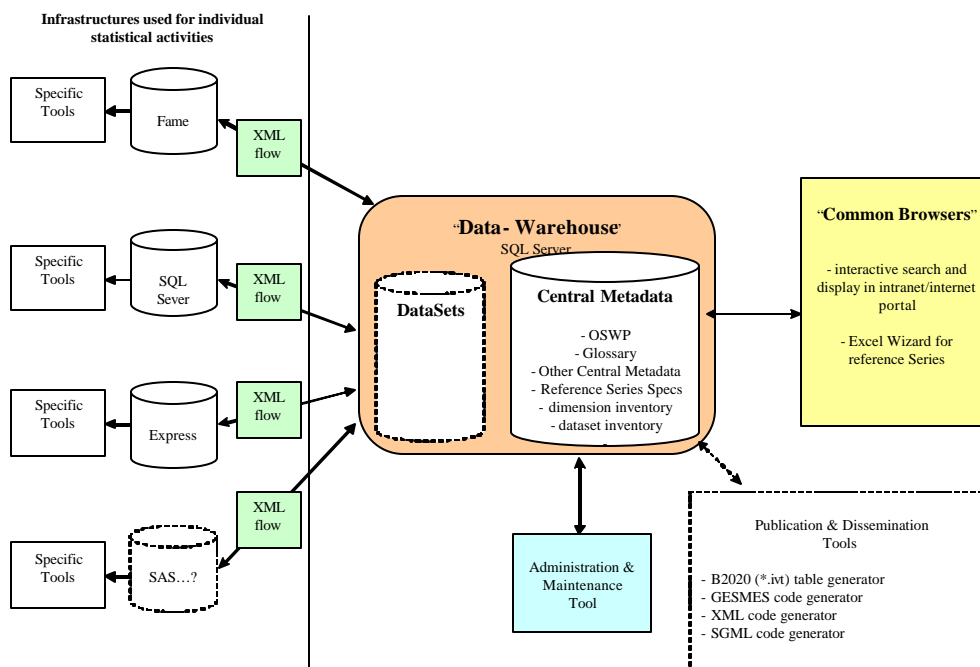 Infrastructures used for individual
statistical activities
Specific
Tools
Fame
XML
flow
Specific
Tools
SQL
Sever
XML
flow
Specific
Tools
Express
XML
flow
Specific
Tools
SAS…?
XML
flow
“Data - Warehouse’
SQL Server
DataSets
Central Metadata
- OSWP
- Glossary
- Other Central Metadata
- Reference Series Specs
- dimension inventory
- dataset inventory
-
“Common Browsers”
- interactive search and
display in intranet/internet
portal
- Excel Wizard for
reference Series
Administration &
Maintenance
Tool
Publication & Dissemination
Tools
- B2020 (*.ivt) table generator
- GESMES code generator
- XML code generator
- SGML code generator